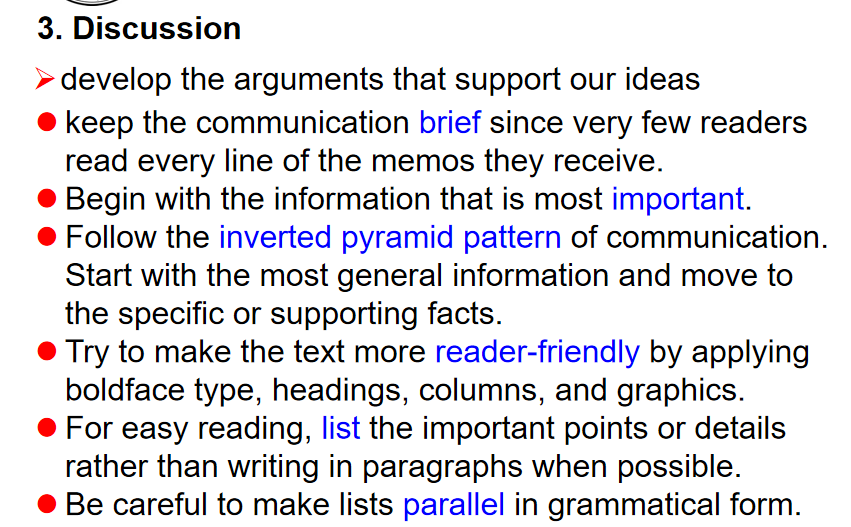 3. Discussion
➢develop the arguments that support our ideas
● keep the communication brief since very few readers
read every line of the memos they receive.
● Begin with the information that is most important.
● Follow the inverted pyramid pattern of communication.
Start with the most general information and move to
the specific or supporting facts.
● Try to make the text more reader-friendly by applying
boldface type, headings, columns, and graphics.
● For easy reading, list the important points or details
rather than writing in paragraphs when possible.
● Be careful to make lists parallel in grammatical form.